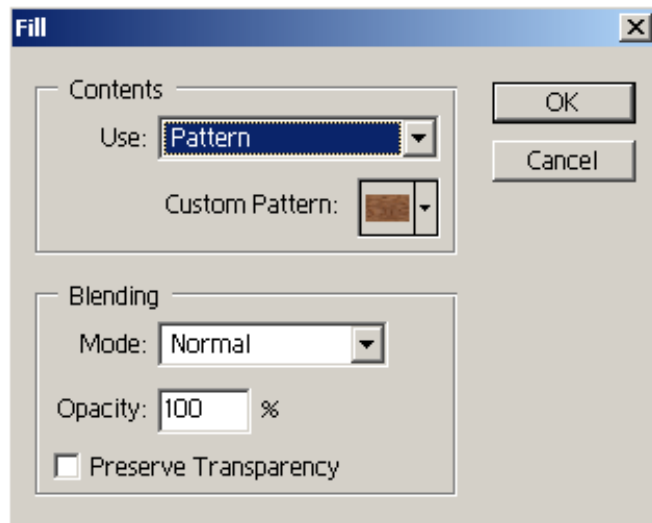 Fill
Contents
OK
Use: Pattern
Cancel
Custom Pattern:
Blending
Mode: Normal
Opacity: 100 %
Preserve Transparency